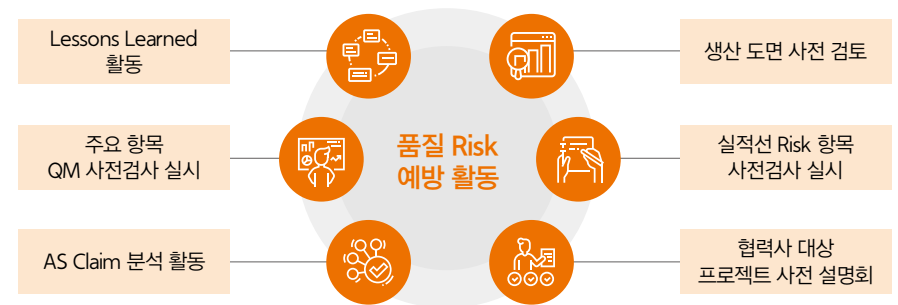 Lessons Learned
활동
생산 도면 사전 검토
주요 항목
QM 사전검사 실시
품질 Risk
예방 활동
실적선 Risk 항목
사전검사 실시
AS Claim 분석 활동
협력사 대상
프로젝트 사전 설명회